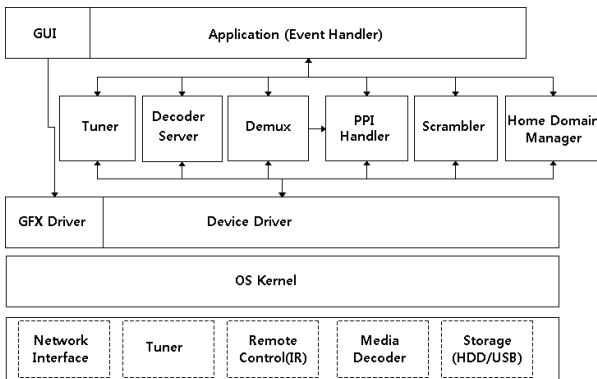 GUI
Application (Event Handler)
Tuner
Decoder
Server
Demux
PPI
Handler
Scrambler
Home Domain
Manager
GFX Driver
Device Driver
OS Kernel
Network
Interface
Tuner
Remote
Control(IR)
Media
Decoder
Storage
(HDD/USB)